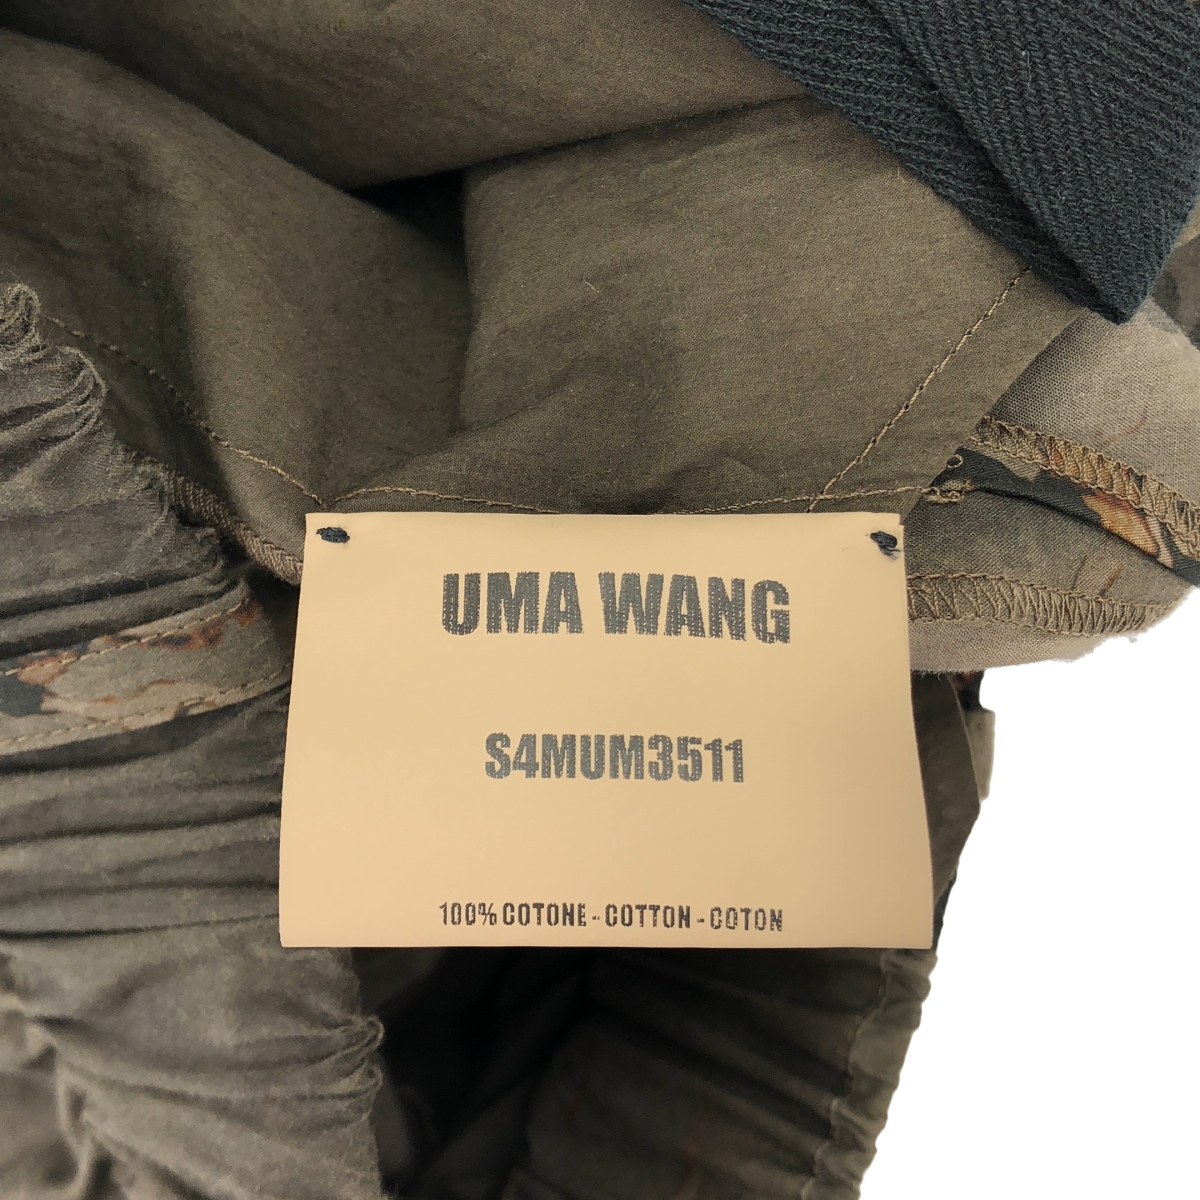 UMA WANG
S4MUM3511
100% COTONE - COTTON - COTON